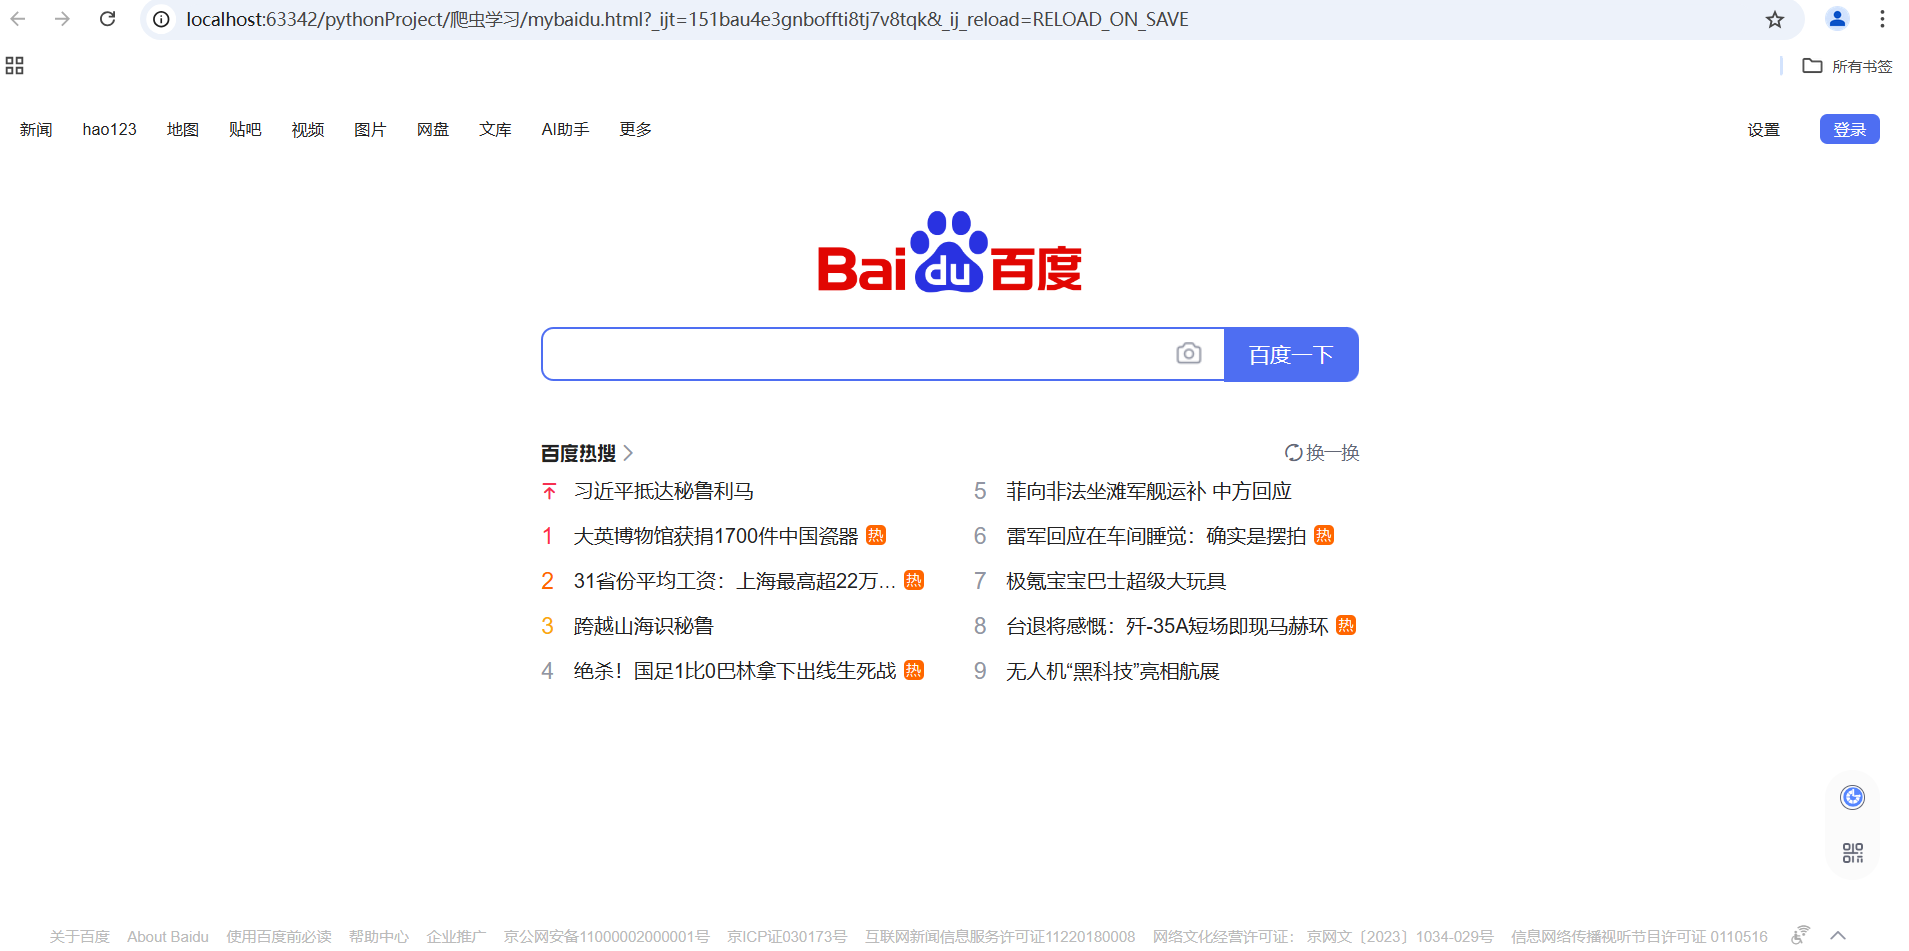 localhost:63342/pythonProject/爬虫学习/mybaidu.html?_ijt=151bau4e3gnboffti8tj7v8tqk&_ij_reload=RELOAD_ON_SAVE
所有书签
新闻 hao123 地图 贴吧 视频 图片 网盘 文库 AI助手 更多 设置 登录
Bai du 百度
百度一下
百度热搜 换一换
习近平抵达秘鲁利马
1 大英博物馆获捐1700件中国瓷器 热
2 31省份平均工资：上海最高超22万... 热
3 跨越山海识秘鲁
4 绝杀！国足1比0巴林拿下出线生死战 热
5 菲向非法坐滩军舰运补 中方回应
6 雷军回应在车间睡觉：确实是摆拍 热
7 极氪宝宝巴士超级大玩具
8 台退将感慨：歼-35A短场即现马赫环 热
9 无人机“黑科技”亮相航展
关于百度 About Baidu 使用百度前必读 帮助中心 企业推广 京公网安备11000002000001号 京ICP证030173号 互联网新闻信息服务许可证11220180008 网络文化经营许可证： 京网文〔2023〕1034-029号 信息网络传播视听节目许可证 0110516